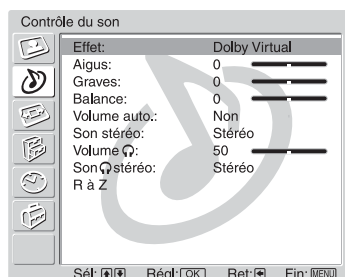 Contrôle du son
Effet: Dolby Virtual
Aigus: 0
Graves: 0
Balance: 0
Volume auto.: Non
Son stéréo: Stéréo
Volume 🎧: 50
Son 🎧 stéréo: Stéréo
R à Z
Sél: Régl: OK Ret: Fin: MENU